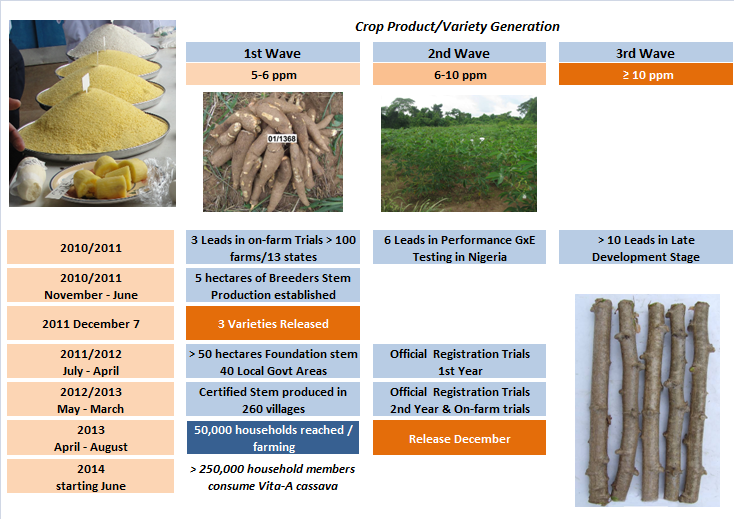 Crop Product/Variety Generation
1st Wave
2nd Wave
3rd Wave
5-6 ppm
6-10 ppm
≥ 10 ppm
01/1368
2010/2011
3 Leads in on-farm Trials > 100
farms/13 states
6 Leads in Performance GxE
Testing in Nigeria
> 10 Leads in Late
Development Stage
2010/2011
November - June
5 hectares of Breeders Stem
Production established
2011 December 7
3 Varieties Released
2011/2012
July - April
> 50 hectares Foundation stem
40 Local Govt Areas
Official Registration Trials
1st Year
2012/2013
May - March
Certified Stem produced in
260 villages
Official Registration Trials
2nd Year & On-farm trials
2013
April - August
50,000 households reached /
farming
Release December
2014
starting June
> 250,000 household members
consume Vita-A cassava